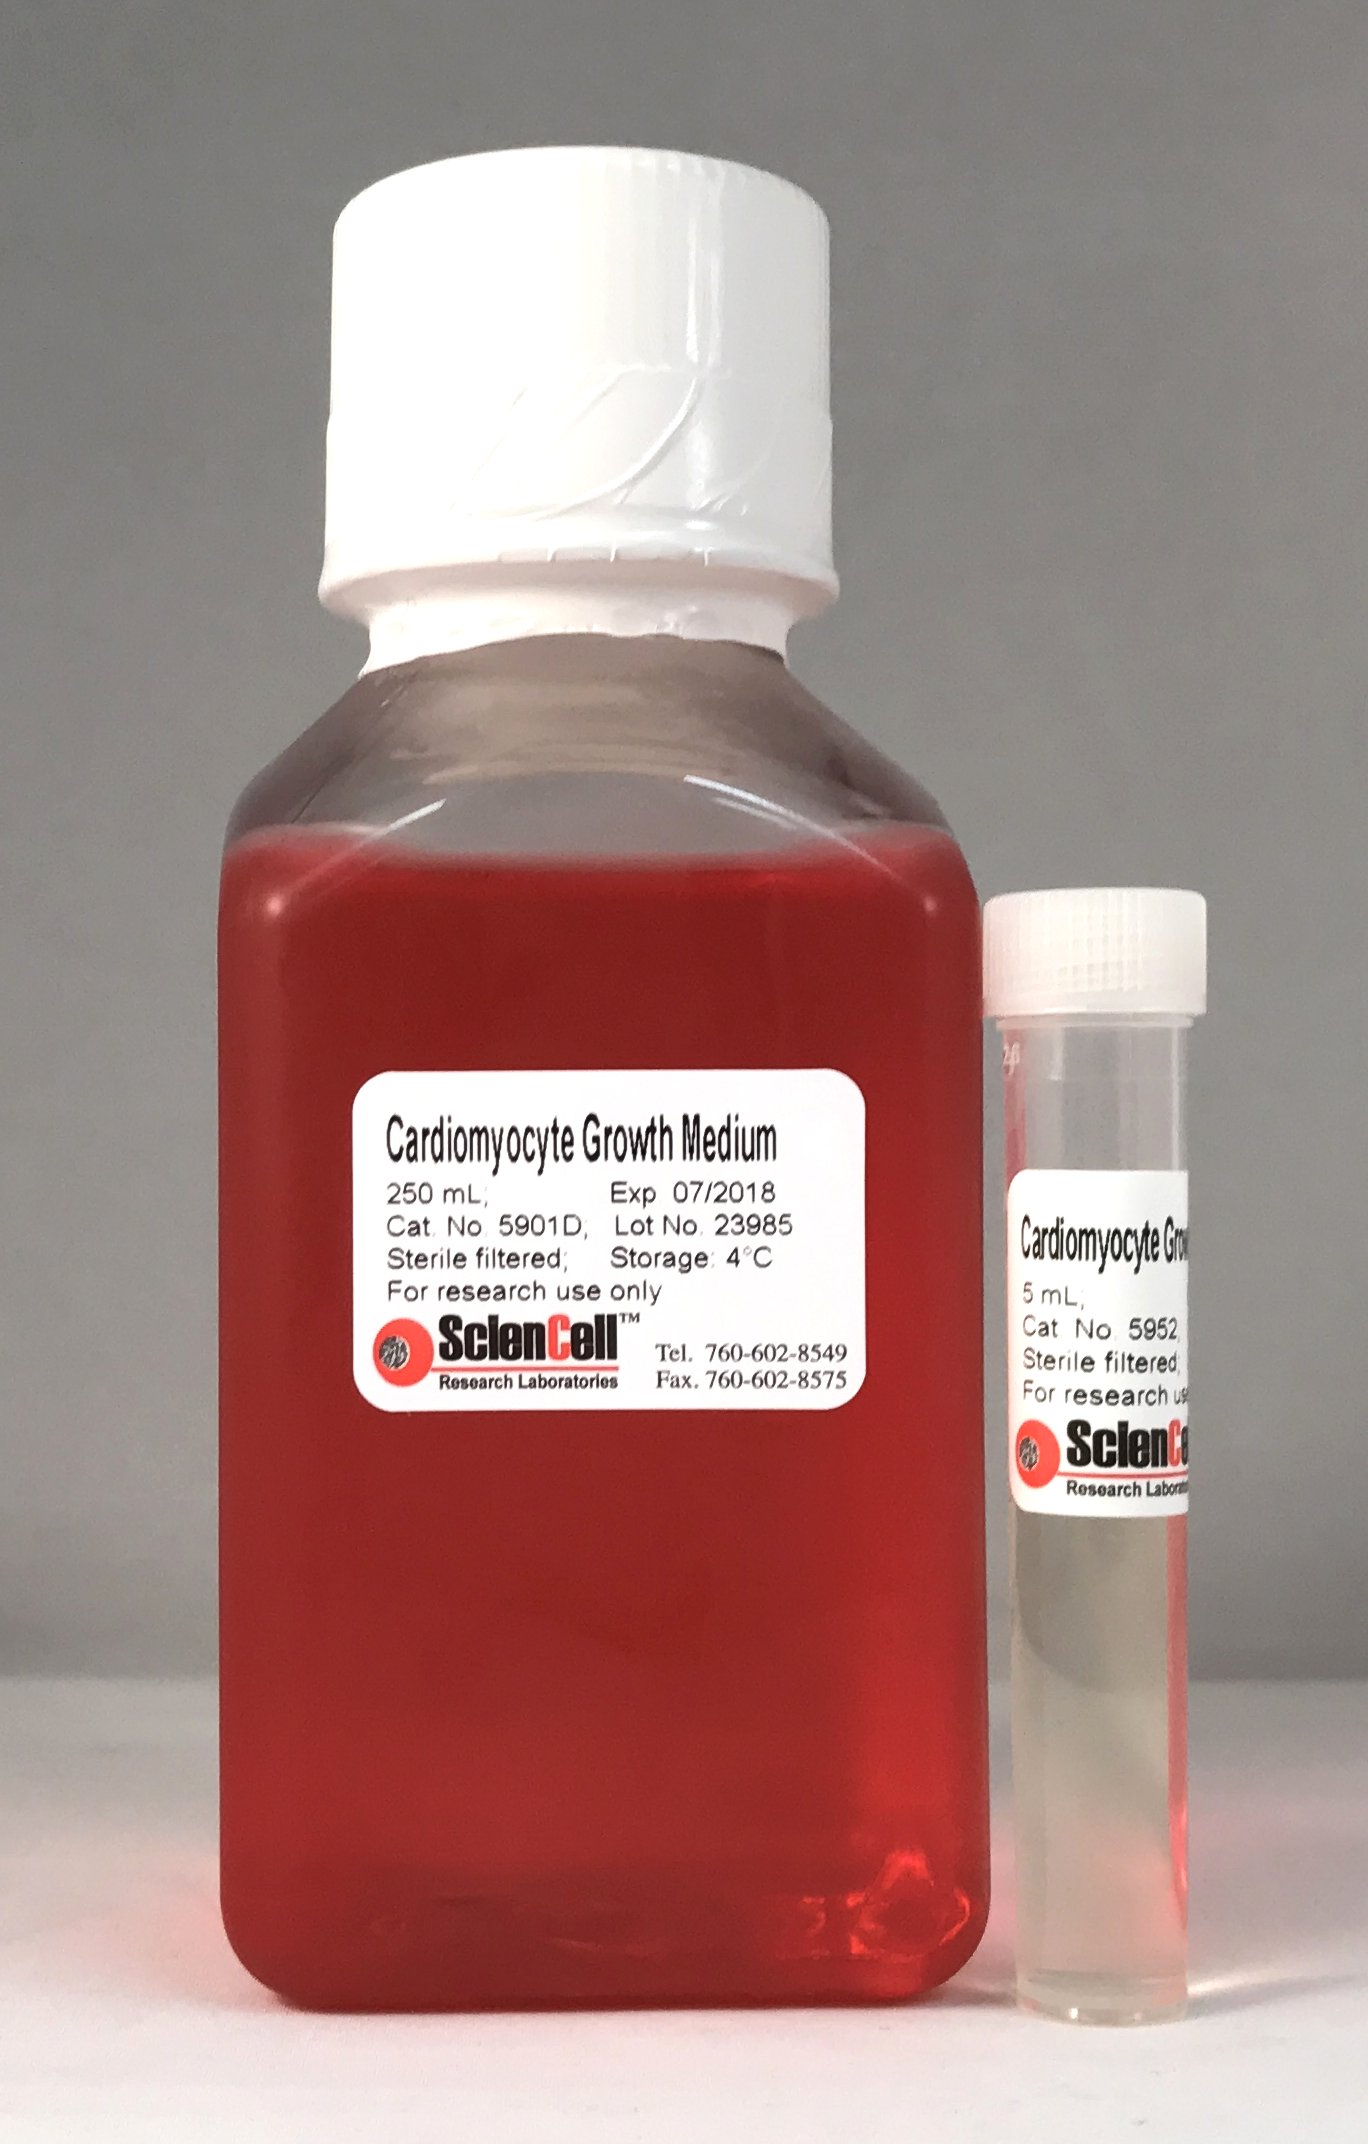 Cardiomyocyte Growth Medium
250 mL; Exp. 07/2018
Cat. No. 5901D; Lot No. 23985
Sterile filtered; Storage: 4°C
For research use only
ScienCell™
Research Laboratories
Tel. 760-602-8549
Fax. 760-602-8575
Cardiomyocyte
5 mL;
Cat. No. 5952
Sterile filtered;
For research